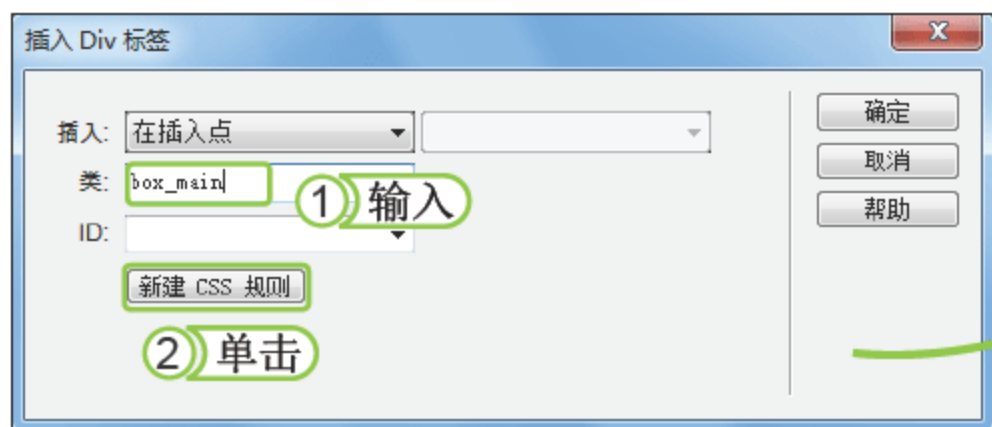 插入 Div 标签
x
插入: 在插入点
确定
类: box_main
① 输入
取消
ID:
帮助
新建 CSS 规则
② 单击